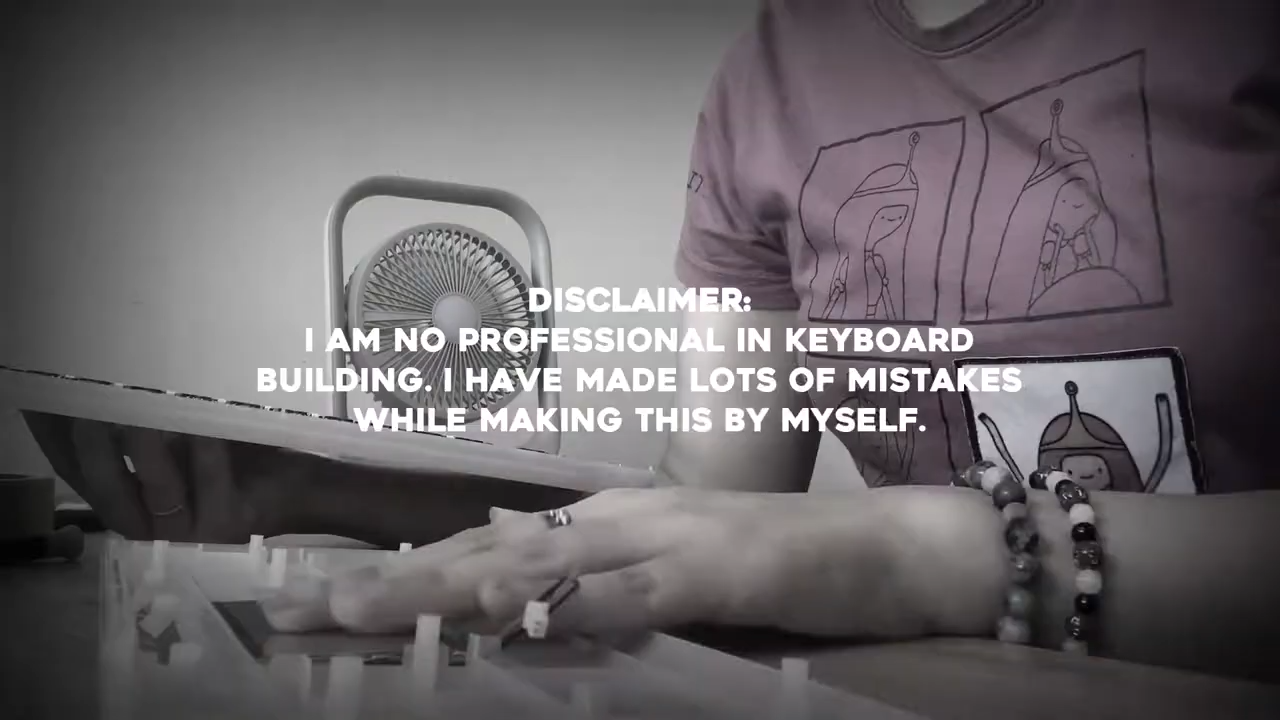 DISCLAIMER:
I AM NO PROFESSIONAL IN KEYBOARD
BUILDING. I HAVE MADE LOTS OF MISTAKES
WHILE MAKING THIS BY MYSELF.